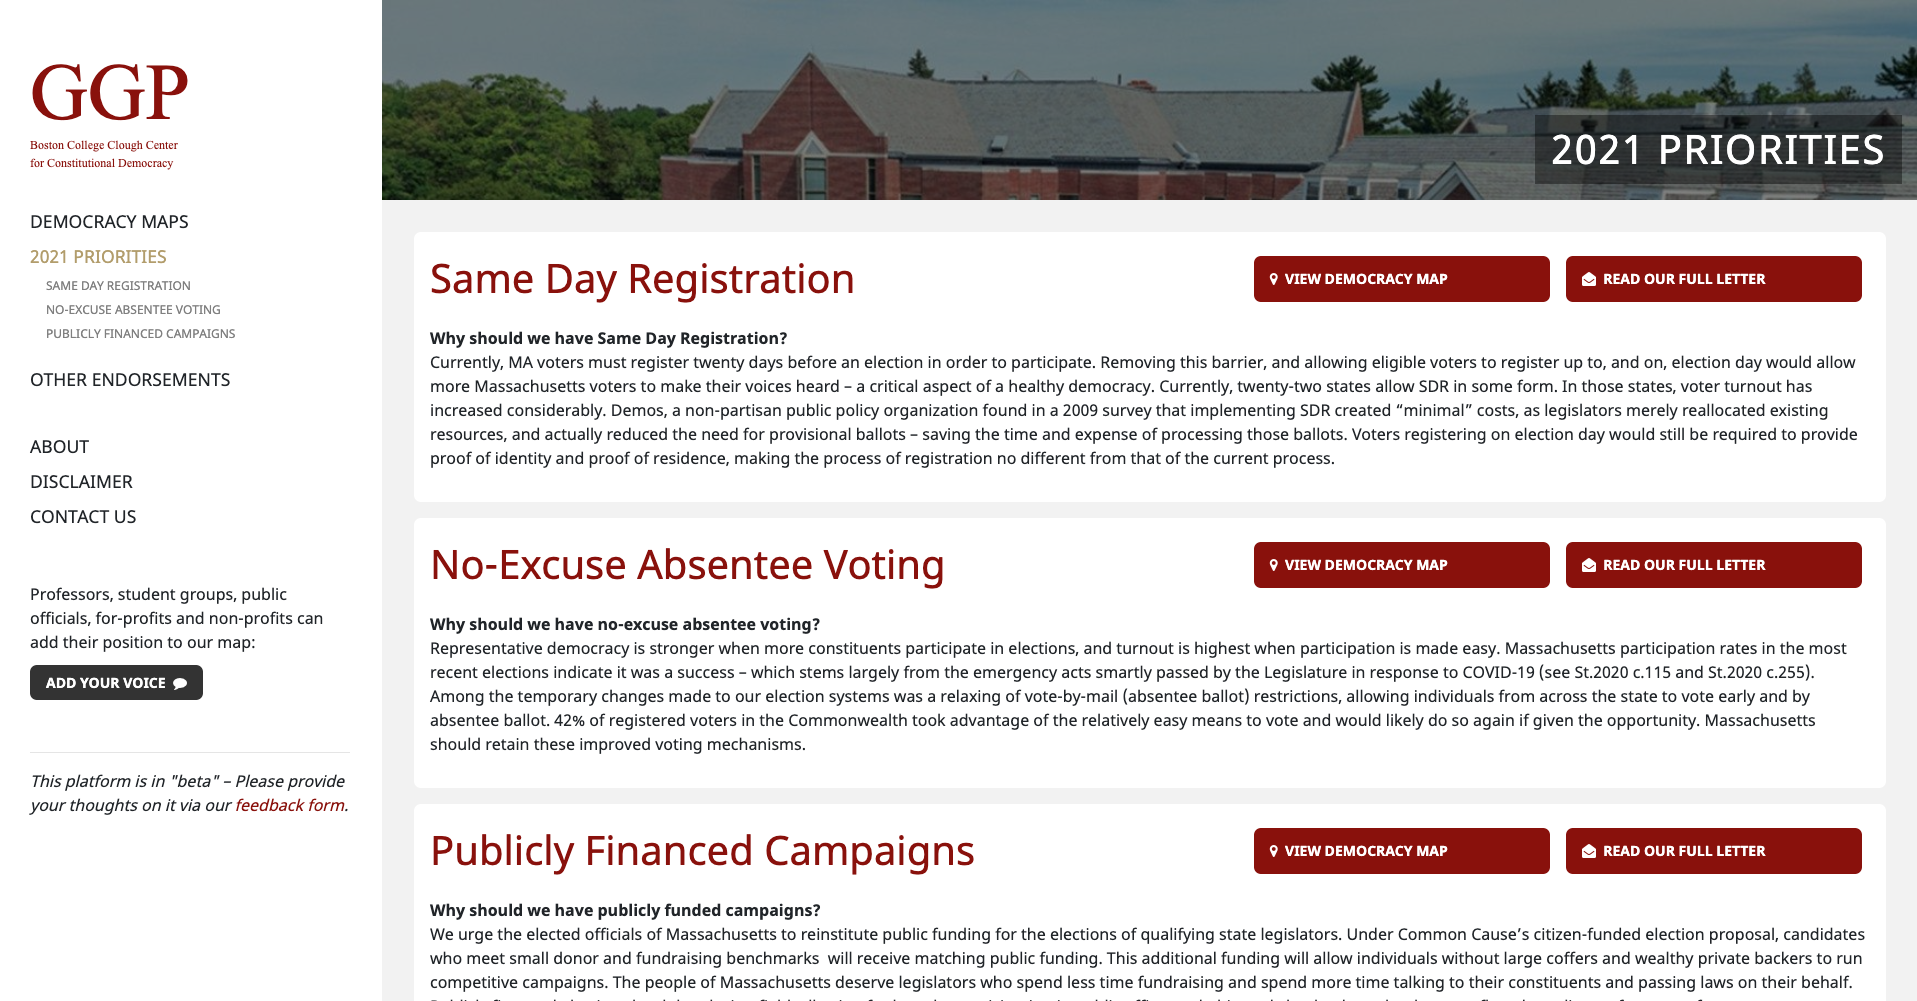 GGP
Boston College Clough Center
for Constitutional Democracy
DEMOCRACY MAPS
2021 PRIORITIES
SAME DAY REGISTRATION
NO-EXCUSE ABSENTEE VOTING
PUBLICLY FINANCED CAMPAIGNS
OTHER ENDORSEMENTS
ABOUT
DISCLAIMER
CONTACT US
Professors, student groups, public
officials, for-profits and non-profits can
add their position to our map:
ADD YOUR VOICE
This platform is in "beta" – Please provide
your thoughts on it via our feedback form.
2021 PRIORITIES
Same Day Registration
VIEW DEMOCRACY MAP
READ OUR FULL LETTER
Why should we have Same Day Registration?
Currently, MA voters must register twenty days before an election in order to participate. Removing this barrier, and allowing eligible voters to register up to, and on, election day would allow
more Massachusetts voters to make their voices heard – a critical aspect of a healthy democracy. Currently, twenty-two states allow SDR in some form. In those states, voter turnout has
increased considerably. Demos, a non-partisan public policy organization found in a 2009 survey that implementing SDR created “minimal” costs, as legislators merely reallocated existing
resources, and actually reduced the need for provisional ballots – saving the time and expense of processing those ballots. Voters registering on election day would still be required to provide
proof of identity and proof of residence, making the process of registration no different from that of the current process.
No-Excuse Absentee Voting
VIEW DEMOCRACY MAP
READ OUR FULL LETTER
Why should we have no-excuse absentee voting?
Representative democracy is stronger when more constituents participate in elections, and turnout is highest when participation is made easy. Massachusetts participation rates in the most
recent elections indicate it was a success – which stems largely from the emergency acts smartly passed by the Legislature in response to COVID-19 (see St.2020 c.115 and St.2020 c.255).
Among the temporary changes made to our election systems was a relaxing of vote-by-mail (absentee ballot) restrictions, allowing individuals from across the state to vote early and by
absentee ballot. 42% of registered voters in the Commonwealth took advantage of the relatively easy means to vote and would likely do so again if given the opportunity. Massachusetts
should retain these improved voting mechanisms.
Publicly Financed Campaigns
VIEW DEMOCRACY MAP
READ OUR FULL LETTER
Why should we have publicly funded campaigns?
We urge the elected officials of Massachusetts to reinstitute public funding for the elections of qualifying state legislators. Under Common Cause’s citizen-funded election proposal, candidates
who meet small donor and fundraising benchmarks  will receive matching public funding. This additional funding will allow individuals without large coffers and wealthy private backers to run
competitive campaigns. The people of Massachusetts deserve legislators who spend less time fundraising and spend more time talking to their constituents and passing laws on their behalf.